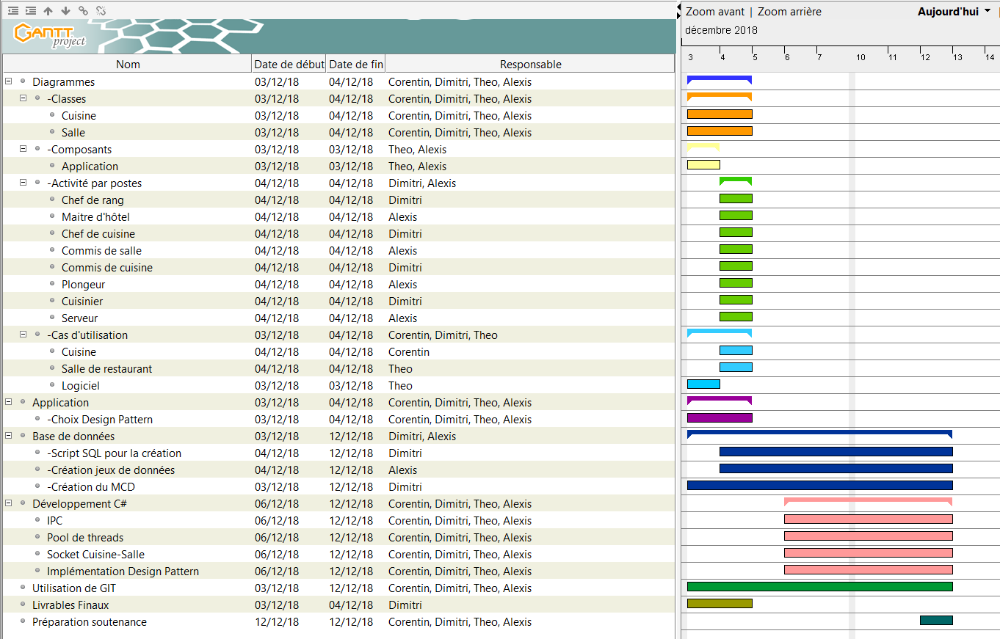 Zoom avant | Zoom arrière Aujourd'hui
GANTT project
décembre 2018
3 4 5 6 7 10 11 12 13 14
Nom Date de début Date de fin Responsable
Diagrammes 03/12/18 04/12/18 Corentin, Dimitri, Theo, Alexis
-Classes 03/12/18 04/12/18 Corentin, Dimitri, Theo, Alexis
Cuisine 03/12/18 04/12/18 Corentin, Dimitri, Theo, Alexis
Salle 03/12/18 04/12/18 Corentin, Dimitri, Theo, Alexis
-Composants 03/12/18 03/12/18 Theo, Alexis
Application 03/12/18 03/12/18 Theo, Alexis
-Activité par postes 04/12/18 04/12/18 Dimitri, Alexis
Chef de rang 04/12/18 04/12/18 Dimitri
Maitre d'hôtel 04/12/18 04/12/18 Alexis
Chef de cuisine 04/12/18 04/12/18 Dimitri
Commis de salle 04/12/18 04/12/18 Alexis
Commis de cuisine 04/12/18 04/12/18 Dimitri
Plongeur 04/12/18 04/12/18 Alexis
Cuisinier 04/12/18 04/12/18 Dimitri
Serveur 04/12/18 04/12/18 Alexis
-Cas d'utilisation 03/12/18 04/12/18 Corentin, Dimitri, Theo
Cuisine 04/12/18 04/12/18 Corentin
Salle de restaurant 04/12/18 04/12/18 Theo
Logiciel 03/12/18 03/12/18 Theo
Application 03/12/18 04/12/18 Corentin, Dimitri, Theo, Alexis
-Choix Design Pattern 03/12/18 04/12/18 Corentin, Dimitri, Theo, Alexis
Base de données 03/12/18 12/12/18 Dimitri, Alexis
-Script SQL pour la création 04/12/18 12/12/18 Dimitri
-Création jeux de données 04/12/18 12/12/18 Alexis
-Création du MCD 03/12/18 12/12/18 Dimitri
Développement C# 06/12/18 12/12/18 Corentin, Dimitri, Theo, Alexis
IPC 06/12/18 12/12/18 Corentin, Dimitri, Theo, Alexis
Pool de threads 06/12/18 12/12/18 Corentin, Dimitri, Theo, Alexis
Socket Cuisine-Salle 06/12/18 12/12/18 Corentin, Dimitri, Theo, Alexis
Implémentation Design Pattern 06/12/18 12/12/18 Corentin, Dimitri, Theo, Alexis
Utilisation de GIT 03/12/18 12/12/18 Corentin, Dimitri, Theo, Alexis
Livrables Finaux 03/12/18 04/12/18 Dimitri
Préparation soutenance 12/12/18 12/12/18 Corentin, Dimitri, Theo, Alexis